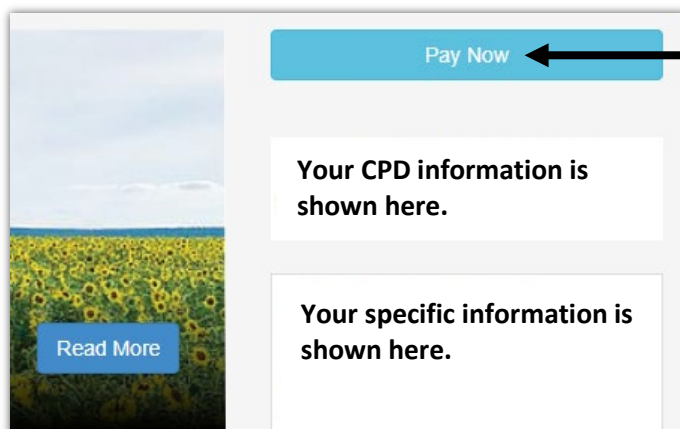 Pay Now
Your CPD information is
shown here.
Your specific information is
shown here.
Read More